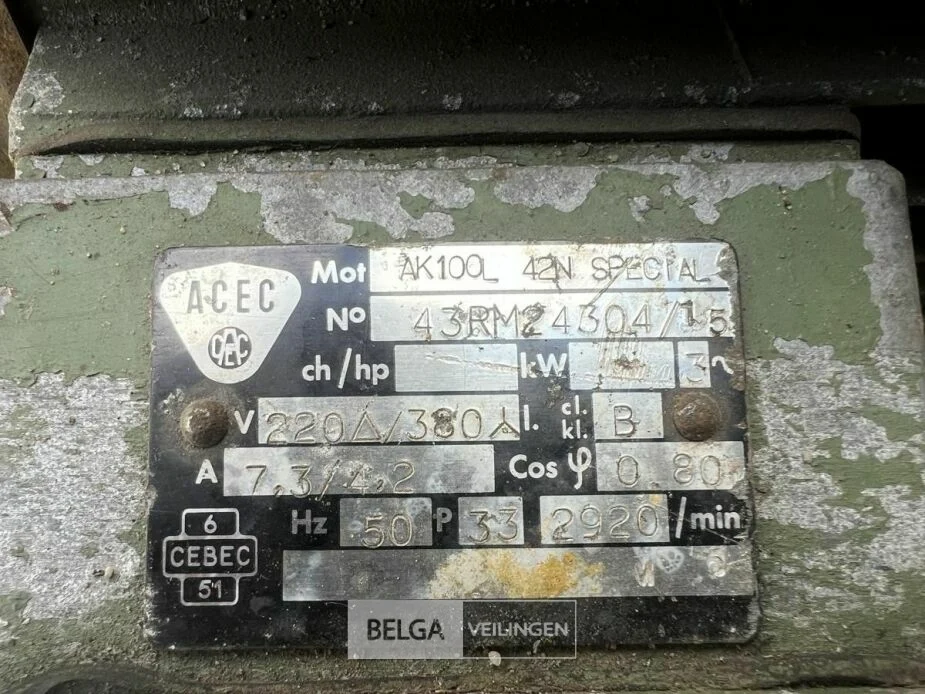 ACEC
ACEC
Mot AK100L 42N SPECIAL
No 43RM24304/15
ch/hp kW 3~
V 220Δ/380⅄ I. cl. kl. B
A 7,3/4,2 Cos φ 0.80
Hz 50 P 33 2920 /min
6
CEBEC
51
BELGA VEILINGEN